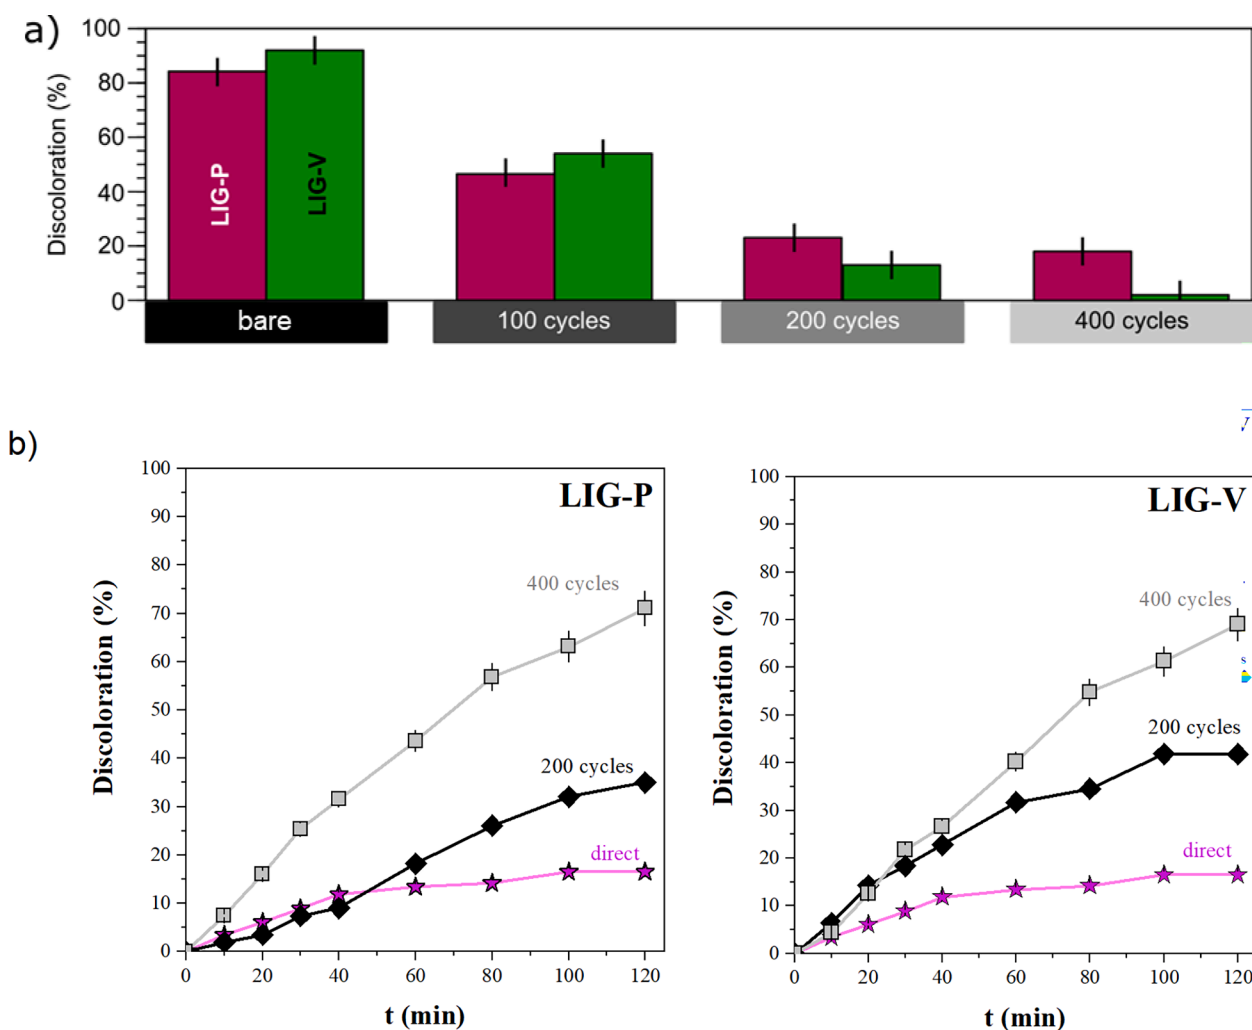 a)
Discoloration (%)
100
80
60
40
20
0
LIG-P
LIG-V
bare
100 cycles
200 cycles
400 cycles
b)
LIG-P
Discoloration (%)
100
90
80
70
60
50
40
30
20
10
0
400 cycles
200 cycles
direct
0 20 40 60 80 100 120
t (min)
LIG-V
Discoloration (%)
100
90
80
70
60
50
40
30
20
10
0
400 cycles
200 cycles
direct
0 20 40 60 80 100 120
t (min)